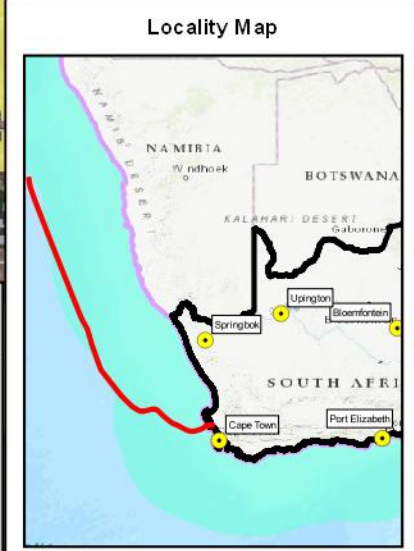 Locality Map
NAMIB DESERT
NAMIBIA
Windhoek
BOTSWANA
KALAHARI DESERT
Gaborone
Upington
Bloemfontein
Springbok
SOUTH AFRI
Cape Town
Port Elizabeth